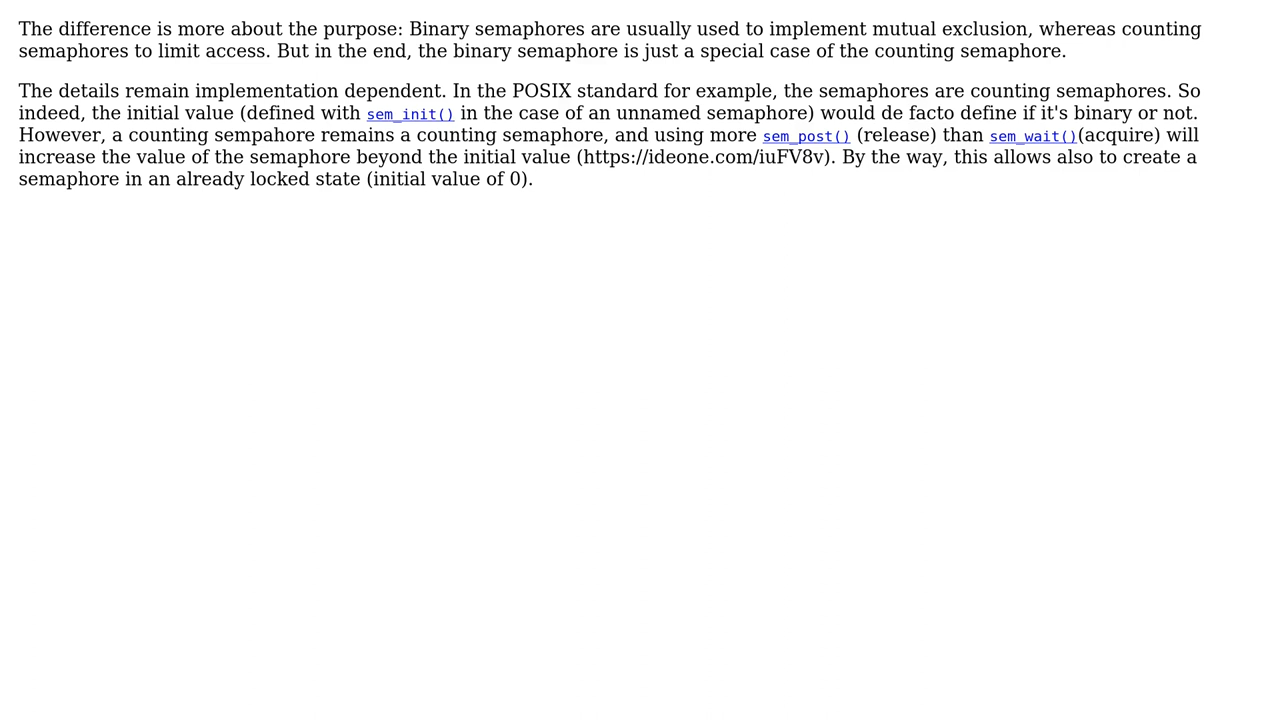 The difference is more about the purpose: Binary semaphores are usually used to implement mutual exclusion, whereas counting
semaphores to limit access. But in the end, the binary semaphore is just a special case of the counting semaphore.
The details remain implementation dependent. In the POSIX standard for example, the semaphores are counting semaphores. So
indeed, the initial value (defined with sem_init() in the case of an unnamed semaphore) would de facto define if it's binary or not.
However, a counting sempahore remains a counting semaphore, and using more sem_post() (release) than sem_wait()(acquire) will
increase the value of the semaphore beyond the initial value (https://ideone.com/iuFV8v). By the way, this allows also to create a
semaphore in an already locked state (initial value of 0).